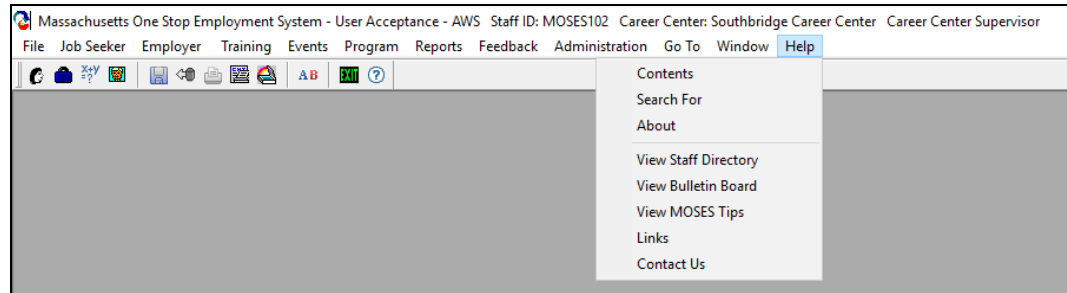 Massachusetts One Stop Employment System - User Acceptance - AWS Staff ID: MOSES102 Career Center: Southbridge Career Center Career Center Supervisor
File Job Seeker Employer Training Events Program Reports Feedback Administration Go To Window Help
X+Y =? A B EXIT ?
Contents
Search For
About
View Staff Directory
View Bulletin Board
View MOSES Tips
Links
Contact Us